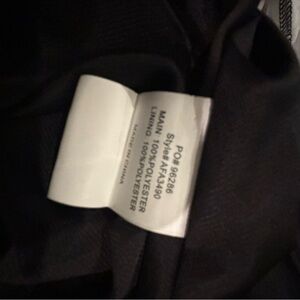 PO# 96286
Style# AFA3490
MAIN 100%POLYESTER
LINING 100%POLYESTER
MADE IN CHINA